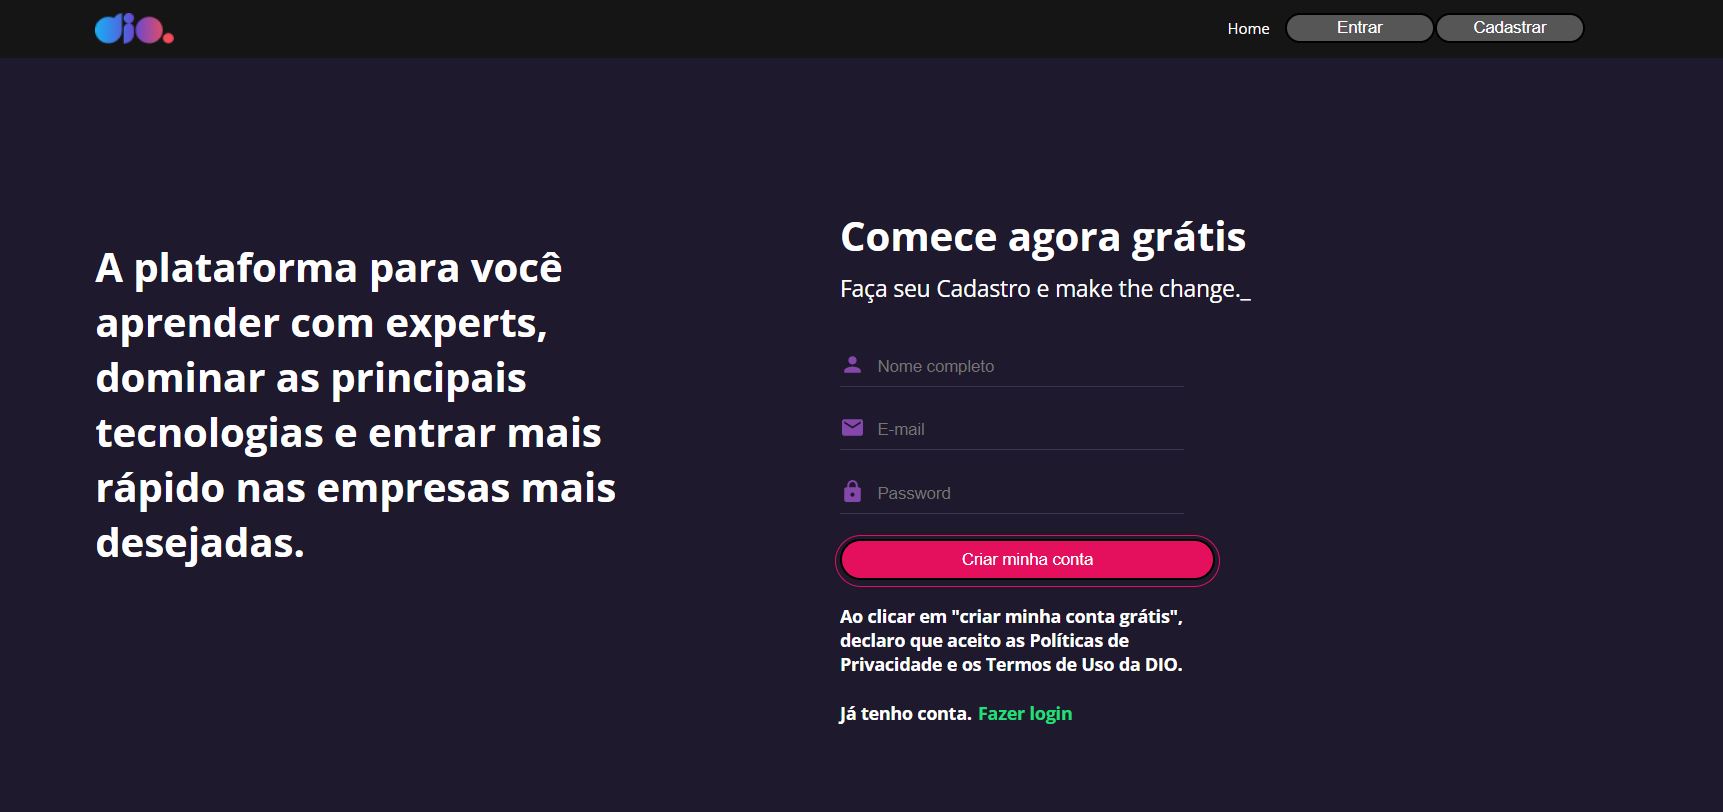 dio.
Home
Entrar
Cadastrar
A plataforma para você
aprender com experts,
dominar as principais
tecnologias e entrar mais
rápido nas empresas mais
desejadas.
Comece agora grátis
Faça seu Cadastro e make the change._
Nome completo
E-mail
Password
Criar minha conta
Ao clicar em "criar minha conta grátis",
declaro que aceito as Políticas de
Privacidade e os Termos de Uso da DIO.
Já tenho conta. Fazer login